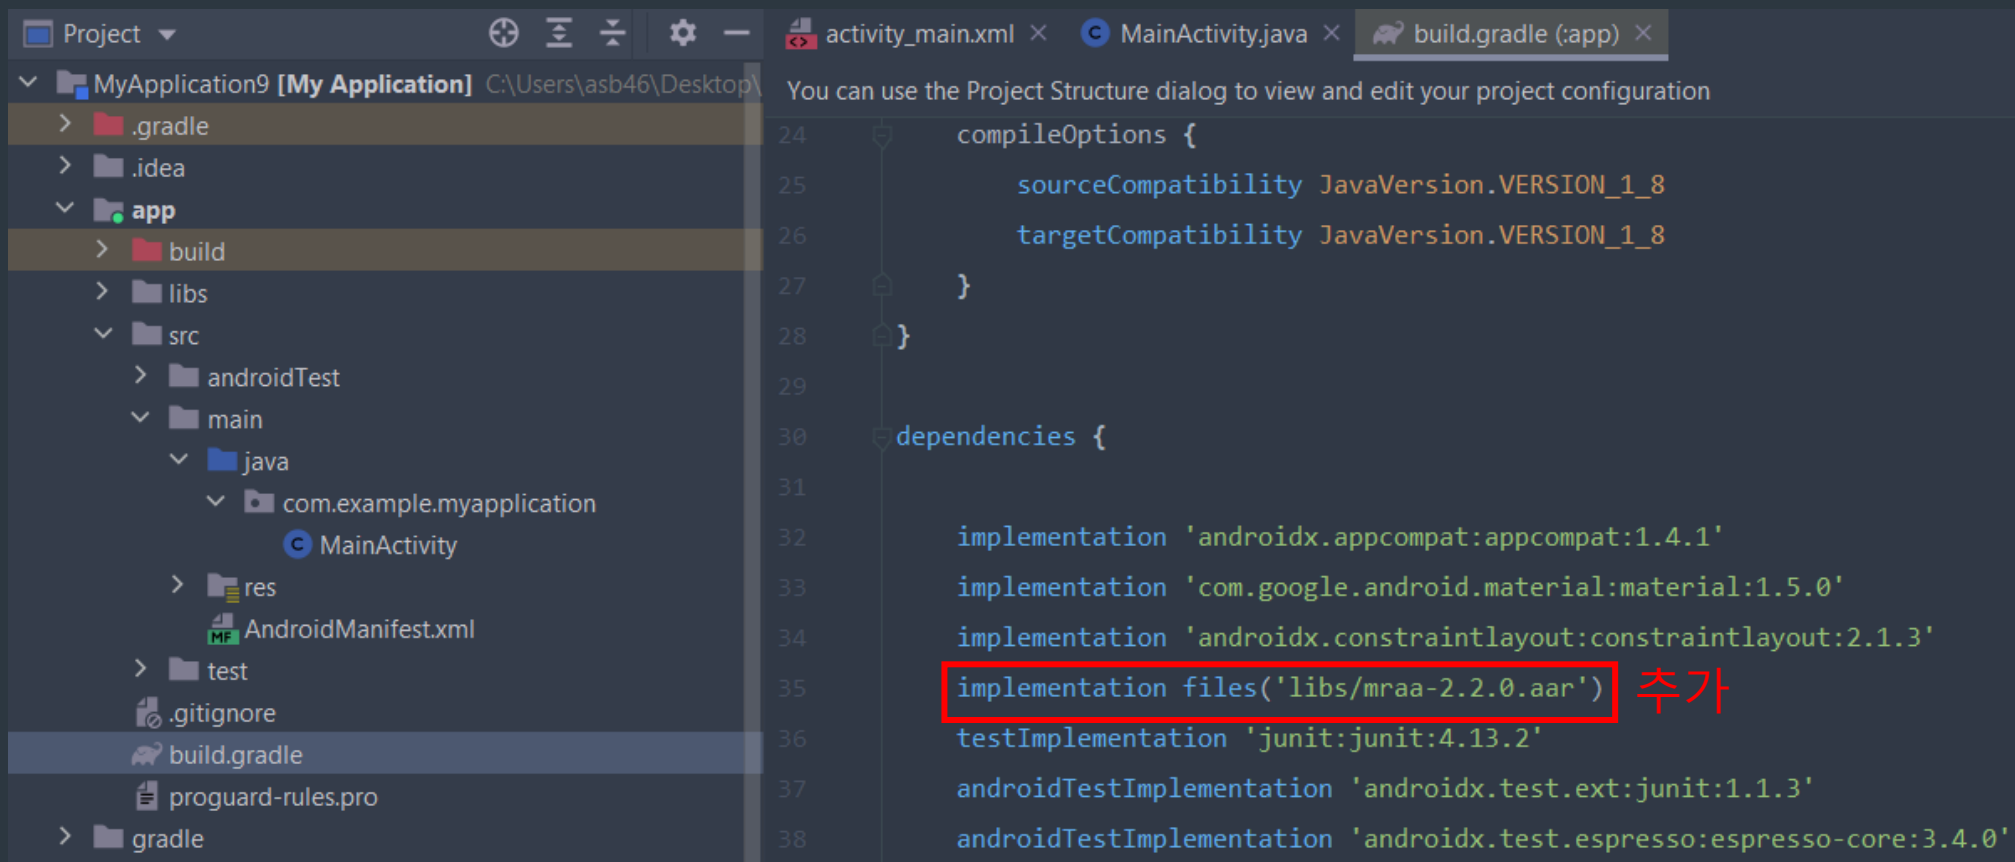 Project
MyApplication9 [My Application] C:\Users\asb46\Desktop\
.gradle
.idea
app
build
libs
src
androidTest
main
java
com.example.myapplication
MainActivity
res
AndroidManifest.xml
test
.gitignore
build.gradle
proguard-rules.pro
gradle
activity_main.xml MainActivity.java build.gradle (:app)
You can use the Project Structure dialog to view and edit your project configuration
24 compileOptions {
25 sourceCompatibility JavaVersion.VERSION_1_8
26 targetCompatibility JavaVersion.VERSION_1_8
27 }
28 }
29
30 dependencies {
31
32 implementation 'androidx.appcompat:appcompat:1.4.1'
33 implementation 'com.google.android.material:material:1.5.0'
34 implementation 'androidx.constraintlayout:constraintlayout:2.1.3'
35 implementation files('libs/mraa-2.2.0.aar') 추가
36 testImplementation 'junit:junit:4.13.2'
37 androidTestImplementation 'androidx.test.ext:junit:1.1.3'
38 androidTestImplementation 'androidx.test.espresso:espresso-core:3.4.0'